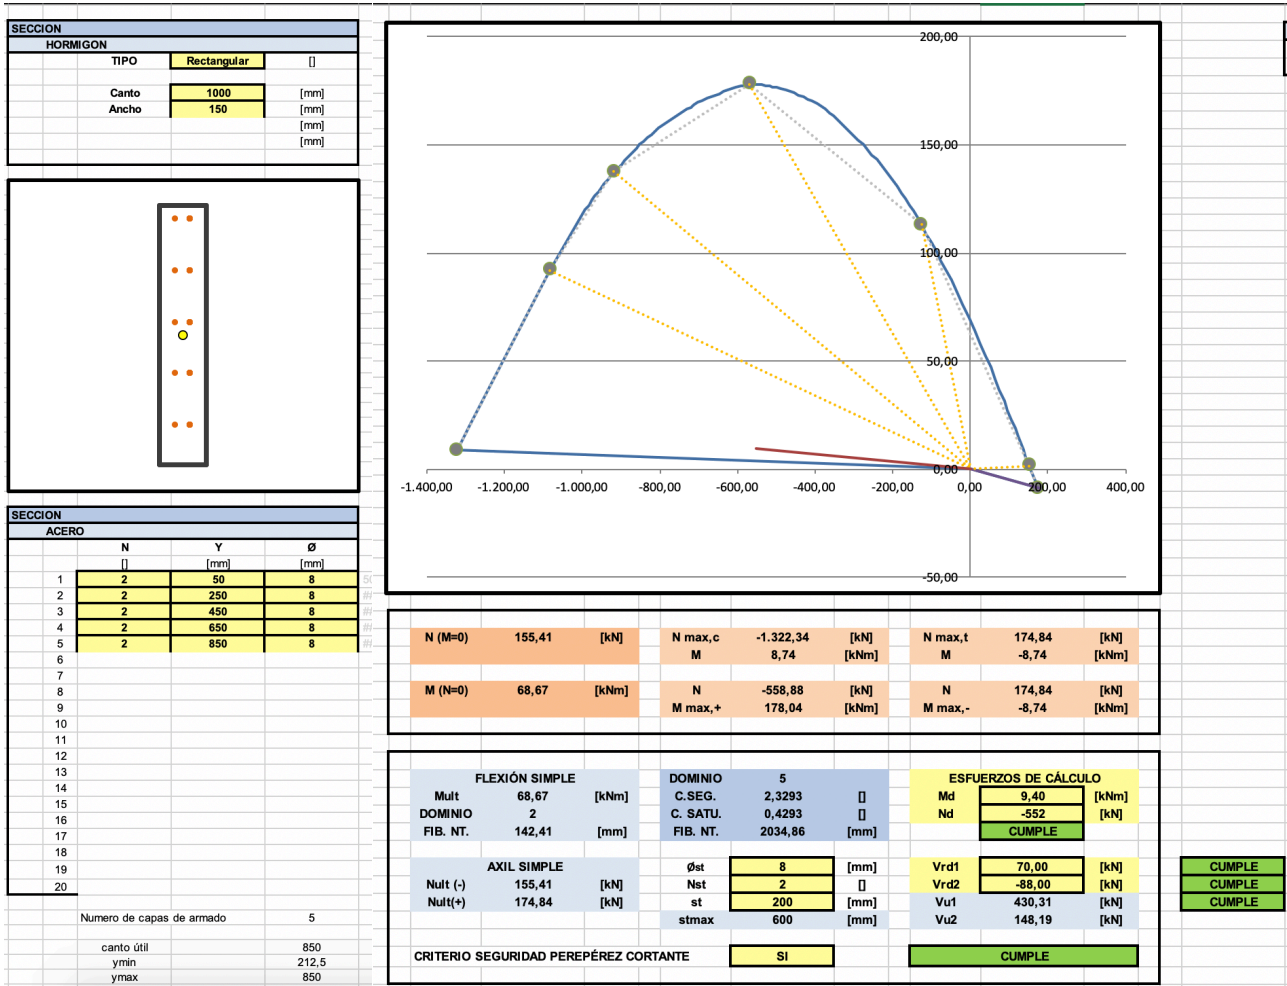 SECCION
HORMIGON
TIPO Rectangular []
Canto 1000 [mm]
Ancho 150 [mm]
[mm]
[mm]
SECCION
ACERO
N Y Ø
[] [mm] [mm]
1 2 50 8
2 2 250 8
3 2 450 8
4 2 650 8
5 2 850 8
6
7
8
9
10
11
12
13
14
15
16
17
18
19
20
Numero de capas de armado 5
canto útil 850
ymin 212,5
ymax 850
200,00
150,00
100,00
50,00
0,00
-1.400,00 -1.200,00 -1.000,00 -800,00 -600,00 -400,00 -200,00 0,00 200,00 400,00
-50,00
N (M=0) 155,41 [kN] N max,c -1.322,34 [kN] N max,t 174,84 [kN]
M 8,74 [kNm] M -8,74 [kNm]
M (N=0) 68,67 [kNm] N -558,88 [kN] N 174,84 [kN]
M max,+ 178,04 [kNm] M max,- -8,74 [kNm]
FLEXIÓN SIMPLE DOMINIO 5 ESFUERZOS DE CÁLCULO
Mult 68,67 [kNm] C.SEG. 2,3293 [] Md 9,40 [kNm]
DOMINIO 2 C. SATU. 0,4293 [] Nd -552 [kN]
FIB. NT. 142,41 [mm] FIB. NT. 2034,86 [mm] CUMPLE
AXIL SIMPLE Øst 8 [mm] Vrd1 70,00 [kN] CUMPLE
Nult (-) 155,41 [kN] Nst 2 [] Vrd2 -88,00 [kN] CUMPLE
Nult(+) 174,84 [kN] st 200 [mm] Vu1 430,31 [kN] CUMPLE
stmax 600 [mm] Vu2 148,19 [kN]
CRITERIO SEGURIDAD PEREPÉREZ CORTANTE SI CUMPLE